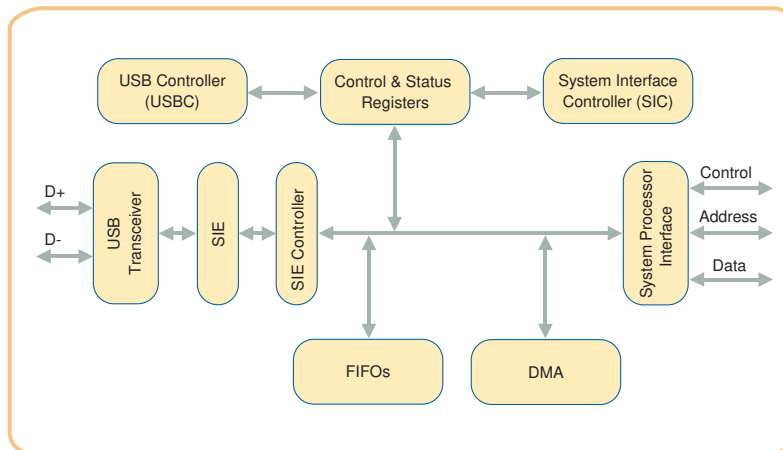 USB Controller
(USBC)
Control & Status
Registers
System Interface
Controller (SIC)
D+
D-
USB
Transceiver
SIE
SIE Controller
System Processor
Interface
Control
Address
Data
FIFOs
DMA